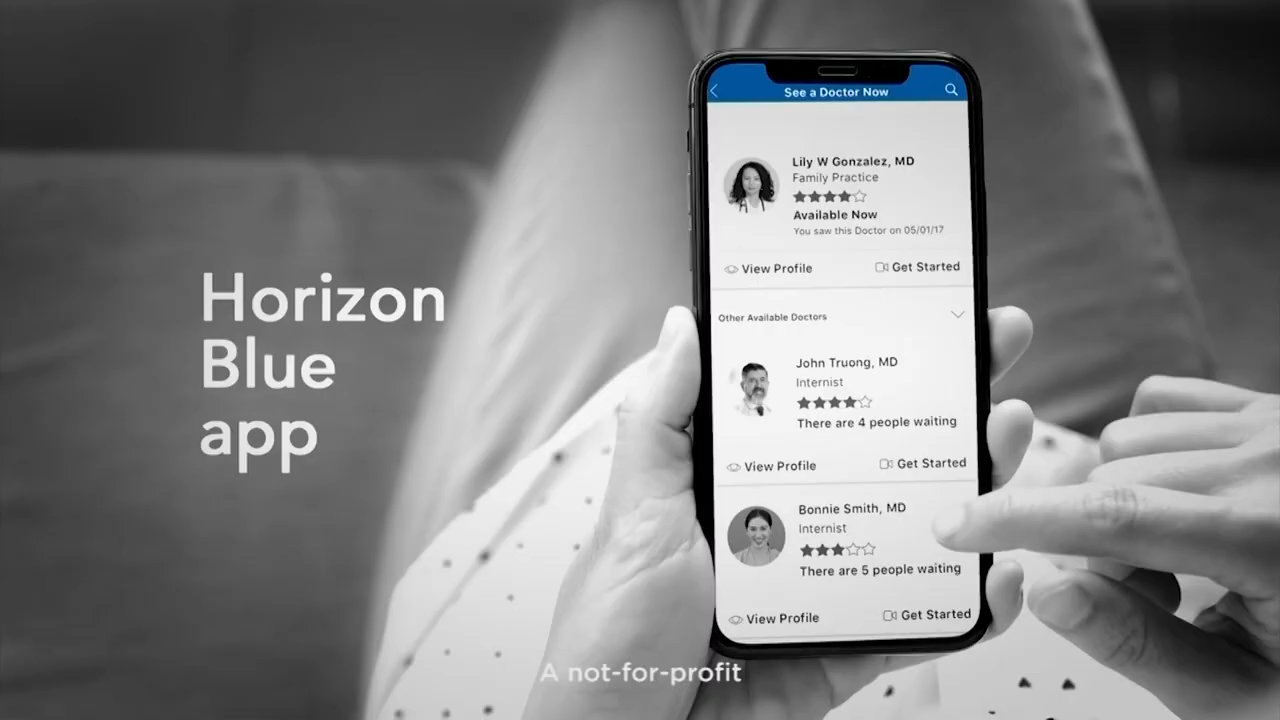 Horizon
Blue
app
See a Doctor Now
Lily W Gonzalez, MD
Family Practice
Available Now
You saw this Doctor on 05/01/17
View Profile
Get Started
Other Available Doctors
John Truong, MD
Internist
There are 4 people waiting
View Profile
Get Started
Bonnie Smith, MD
Internist
There are 5 people waiting
View Profile
Get Started
A not-for-profit